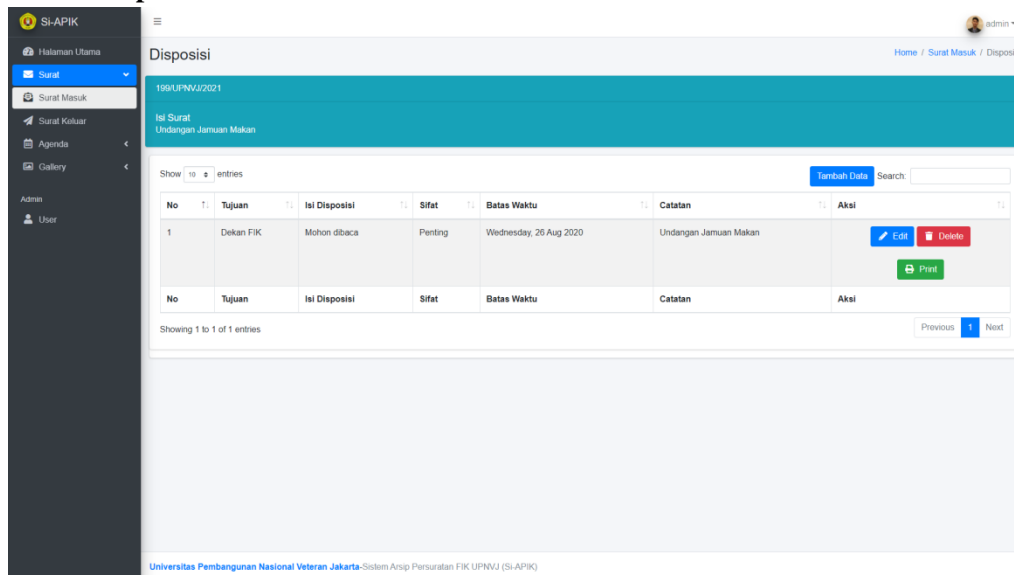 Si-APIK
admin
Halaman Utama
Surat
Surat Masuk
Surat Keluar
Agenda
Gallery
Admin
User
Disposisi
Home / Surat Masuk / Disposi
199/UPNVJ/2021
Isi Surat
Undangan Jamuan Makan
Show 10 entries
Tambah Data Search:
No Tujuan Isi Disposisi Sifat Batas Waktu Catatan Aksi
1 Dekan FIK Mohon dibaca Penting Wednesday, 26 Aug 2020 Undangan Jamuan Makan Edit Delete
Print
No Tujuan Isi Disposisi Sifat Batas Waktu Catatan Aksi
Showing 1 to 1 of 1 entries
Previous 1 Next
Universitas Pembangunan Nasional Veteran Jakarta-Sistem Arsip Persuratan FIK UPNVJ (Si-APIK)